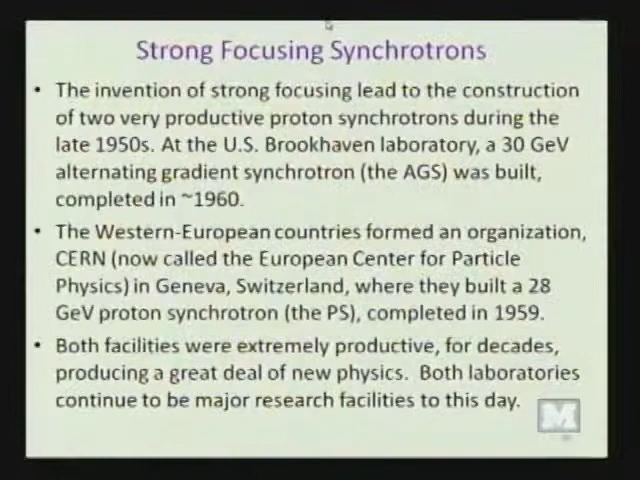 Strong Focusing Synchrotrons
• The invention of strong focusing lead to the construction
of two very productive proton synchrotrons during the
late 1950s. At the U.S. Brookhaven laboratory, a 30 GeV
alternating gradient synchrotron (the AGS) was built,
completed in ~1960.
• The Western-European countries formed an organization,
CERN (now called the European Center for Particle
Physics) in Geneva, Switzerland, where they built a 28
GeV proton synchrotron (the PS), completed in 1959.
• Both facilities were extremely productive, for decades,
producing a great deal of new physics. Both laboratories
continue to be major research facilities to this day.
M